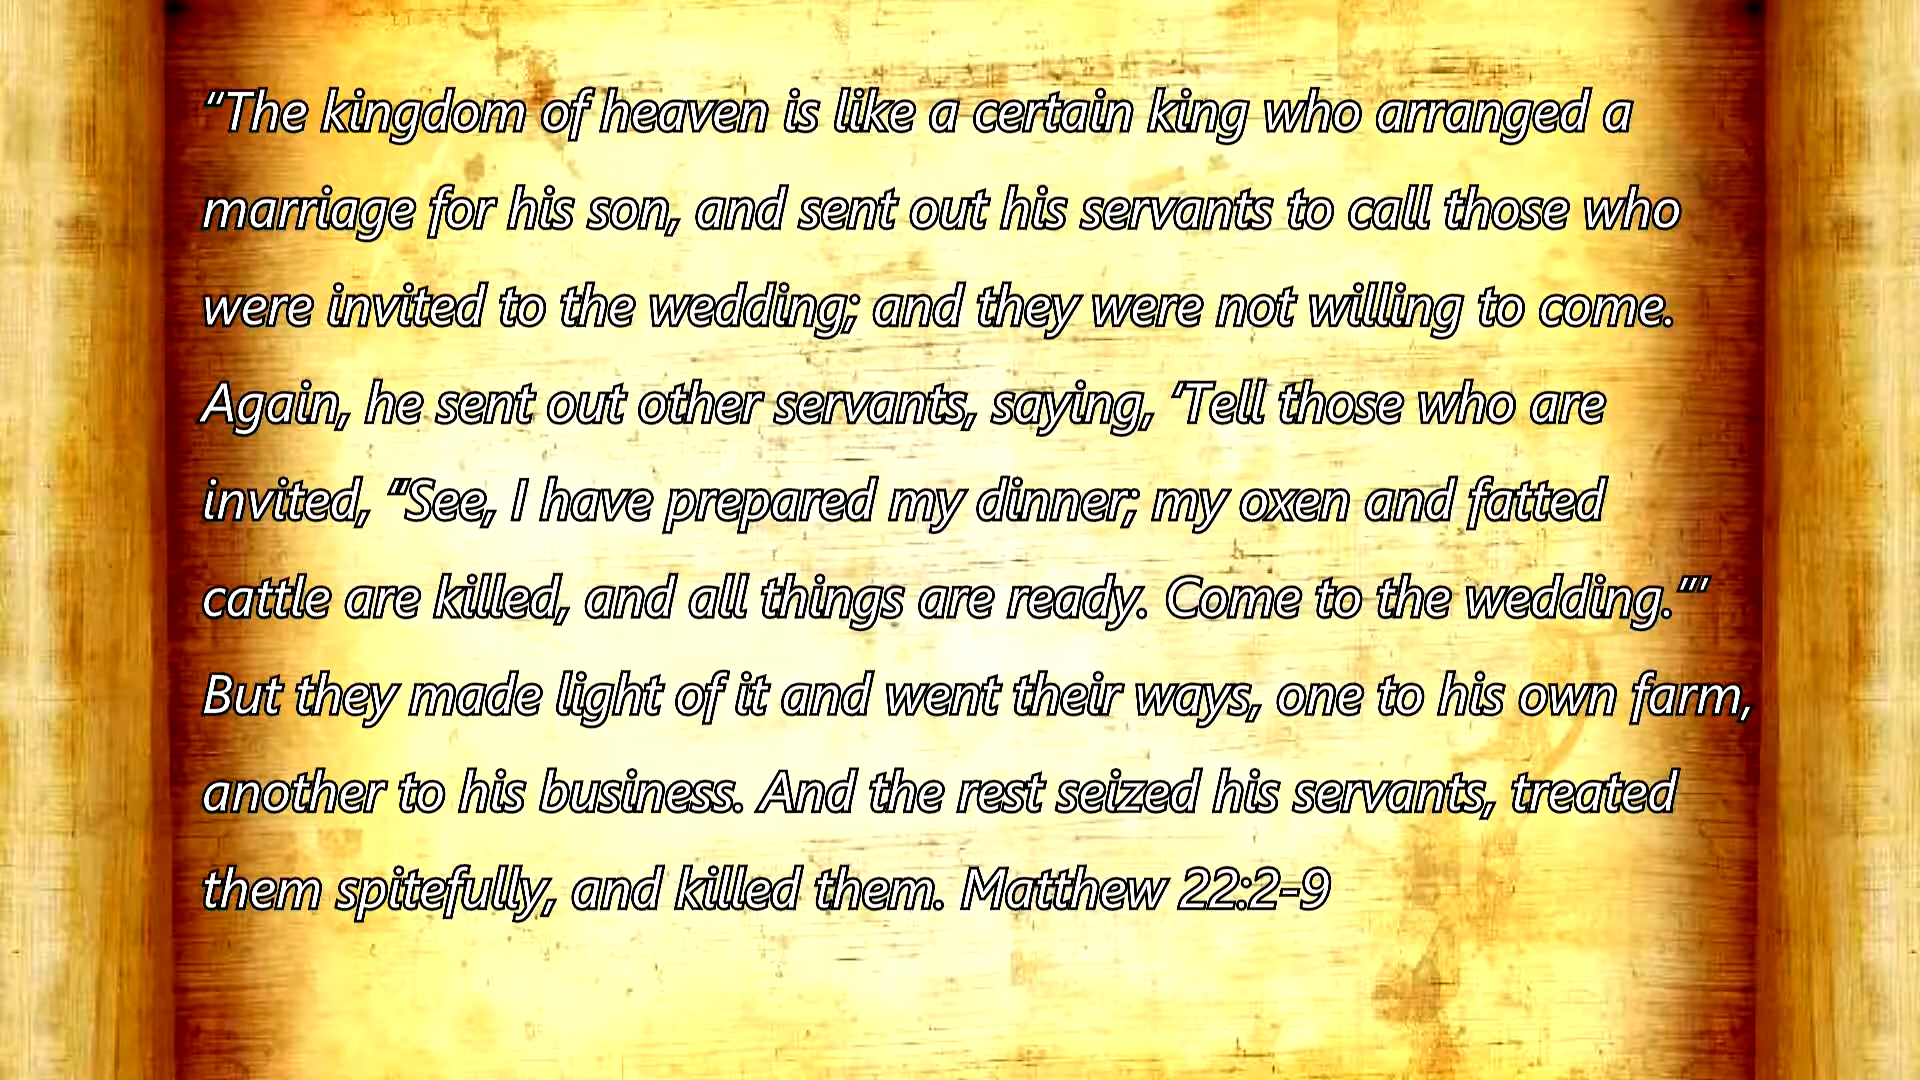 “The kingdom of heaven is like a certain king who arranged a
marriage for his son, and sent out his servants to call those who
were invited to the wedding; and they were not willing to come.
Again, he sent out other servants, saying, ‘Tell those who are
invited, “See, I have prepared my dinner; my oxen and fatted
cattle are killed, and all things are ready. Come to the wedding.”’
But they made light of it and went their ways, one to his own farm,
another to his business. And the rest seized his servants, treated
them spitefully, and killed them. Matthew 22:2-9